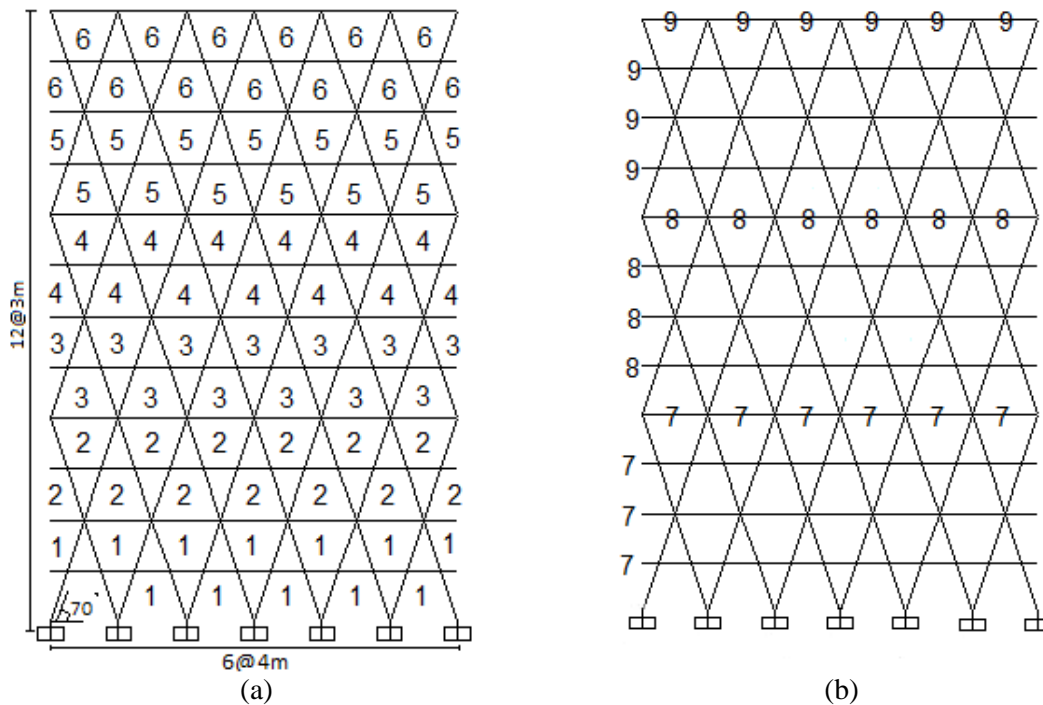 6 6 6 6 6 6
6 6 6 6 6 6 6
5 5 5 5 5 5 5
5 5 5 5 5 5
4 4 4 4 4 4
4 4 4 4 4 4 4
3 3 3 3 3 3 3
3 3 3 3 3 3
2 2 2 2 2 2
2 2 2 2 2 2 2
1 1 1 1 1 1 1
1 1 1 1 1
12@3m
70°
6@4m
(a)
9 9 9 9 9 9
9
9
9
8 8 8 8 8 8
8
8
8
7 7 7 7 7 7
7
7
7
(b)